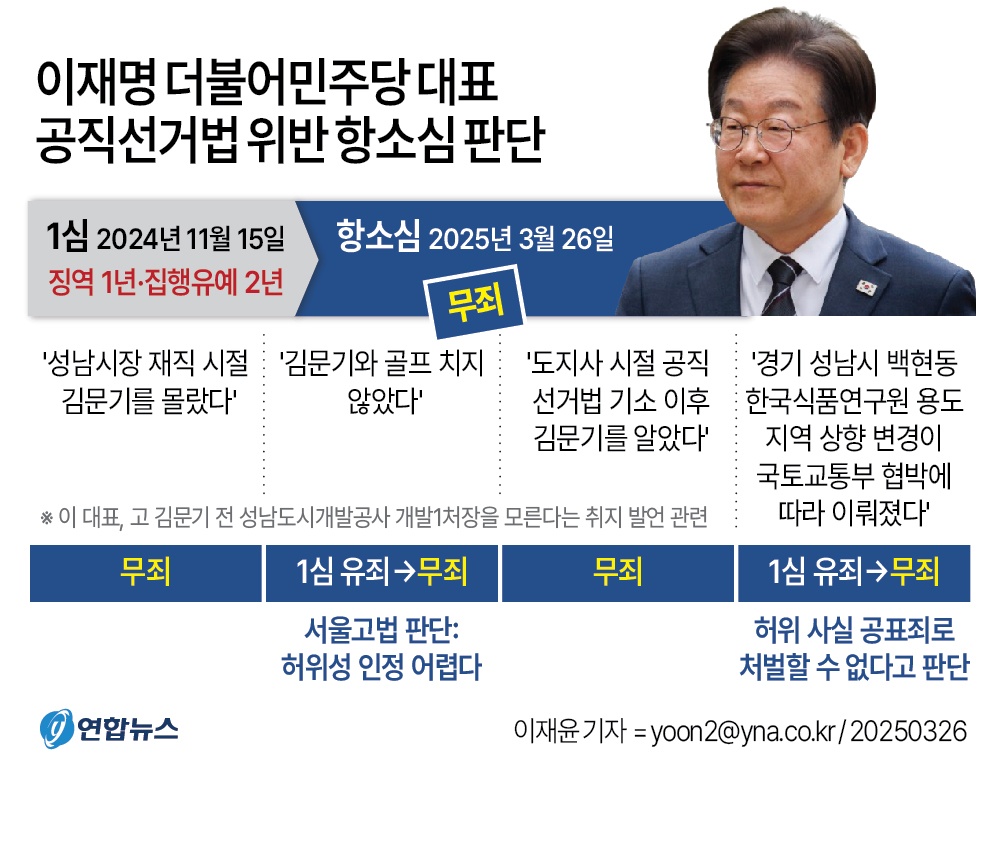 이재명 더불어민주당 대표
공직선거법 위반 항소심 판단
1심 2024년 11월 15일
징역 1년·집행유예 2년
항소심 2025년 3월 26일
무죄
'성남시장 재직 시절
김문기를 몰랐다'
'김문기와 골프 치지
않았다'
'도지사 시절 공직
선거법 기소 이후
김문기를 알았다'
'경기 성남시 백현동
한국식품연구원 용도
지역 상향 변경이
국토교통부 협박에
따라 이뤄졌다'
※ 이 대표, 고 김문기 전 성남도시개발공사 개발1처장을 모른다는 취지 발언 관련
무죄
1심 유죄→무죄
무죄
1심 유죄→무죄
서울고법 판단:
허위성 인정 어렵다
허위 사실 공표죄로
처벌할 수 없다고 판단
연합뉴스
이재윤 기자 = yoon2@yna.co.kr / 20250326